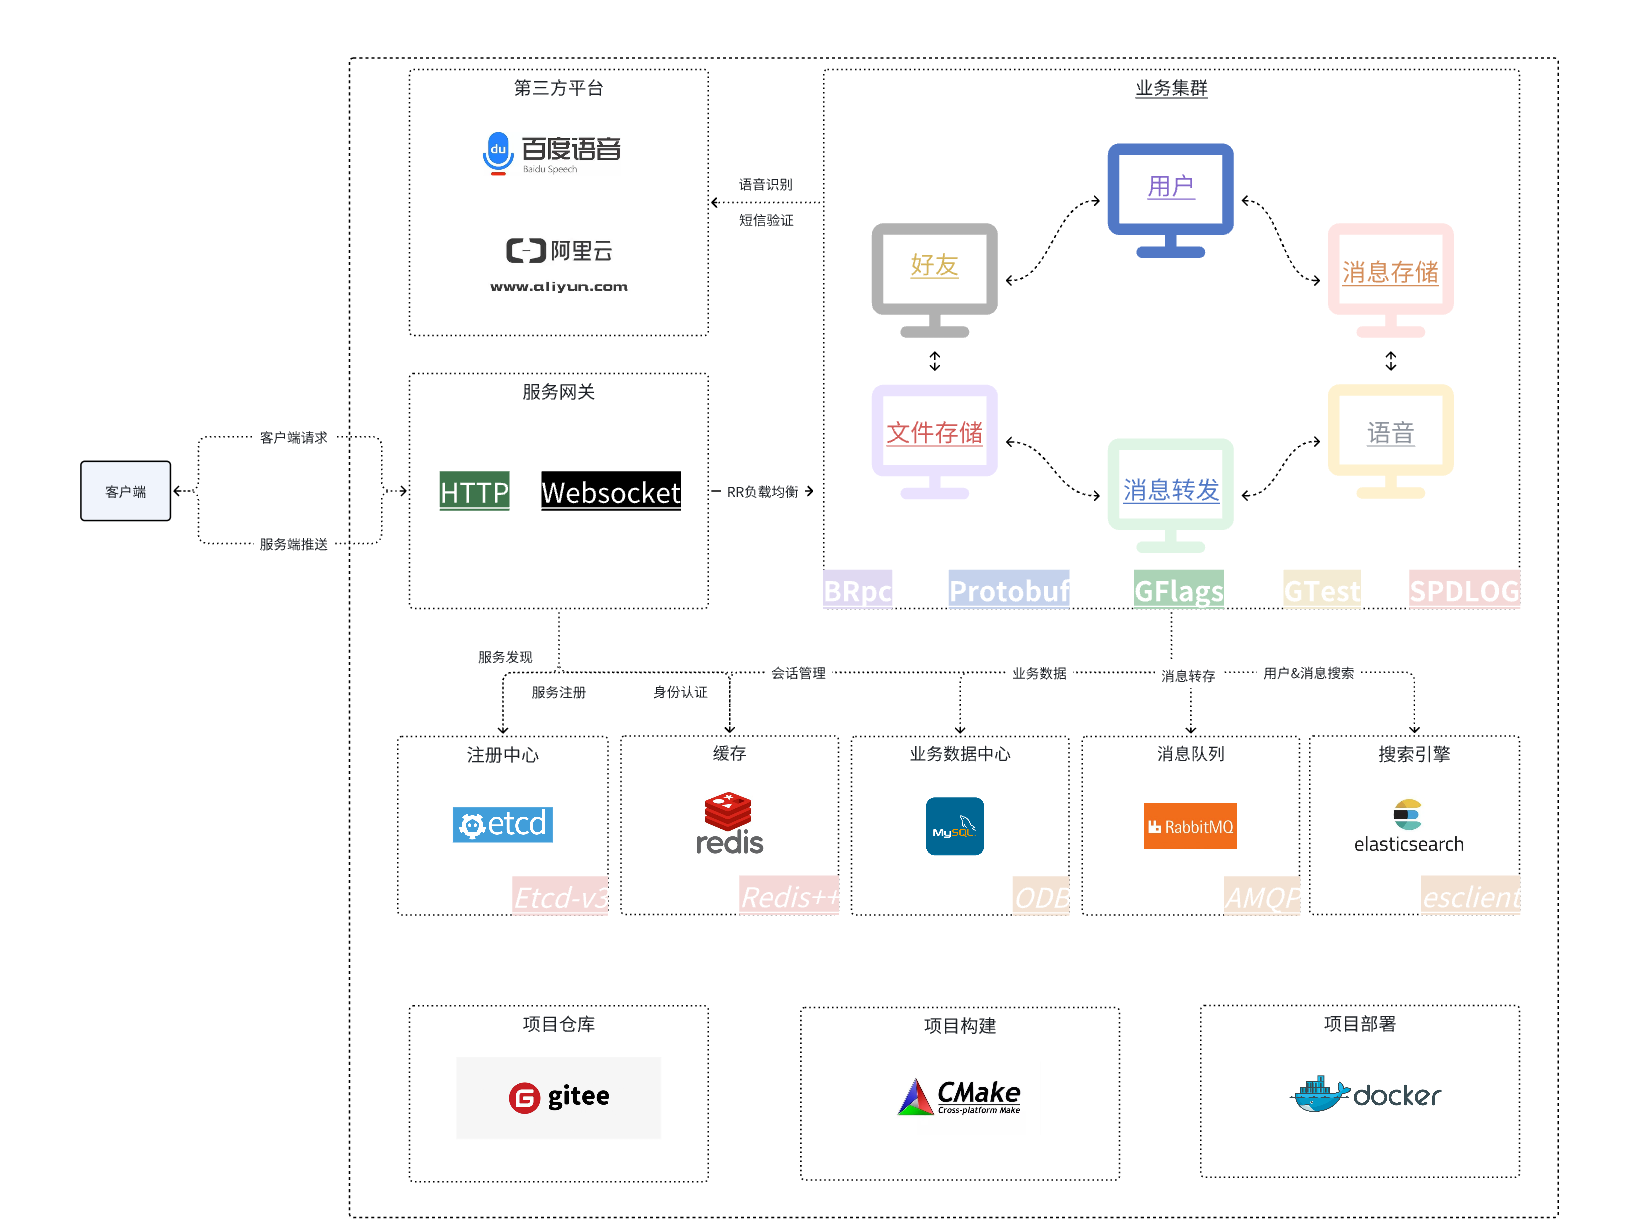 第三方平台
du
百度语音
Baidu Speech
阿里云
www.aliyun.com
语音识别
短信验证
业务集群
用户
好友
消息存储
文件存储
语音
消息转发
BRpc
Protobuf
GFlags
GTest
SPDLOG
服务网关
HTTP
Websocket
RR负载均衡
客户端请求
客户端
服务端推送
服务发现
服务注册
身份认证
会话管理
业务数据
消息转存
用户&消息搜索
注册中心
etcd
Etcd-v3
缓存
redis
Redis++
业务数据中心
MySQL
ODB
消息队列
RabbitMQ
AMQP
搜索引擎
elasticsearch
esclient
项目仓库
G gitee
项目构建
CMake
Cross-platform Make
项目部署
docker